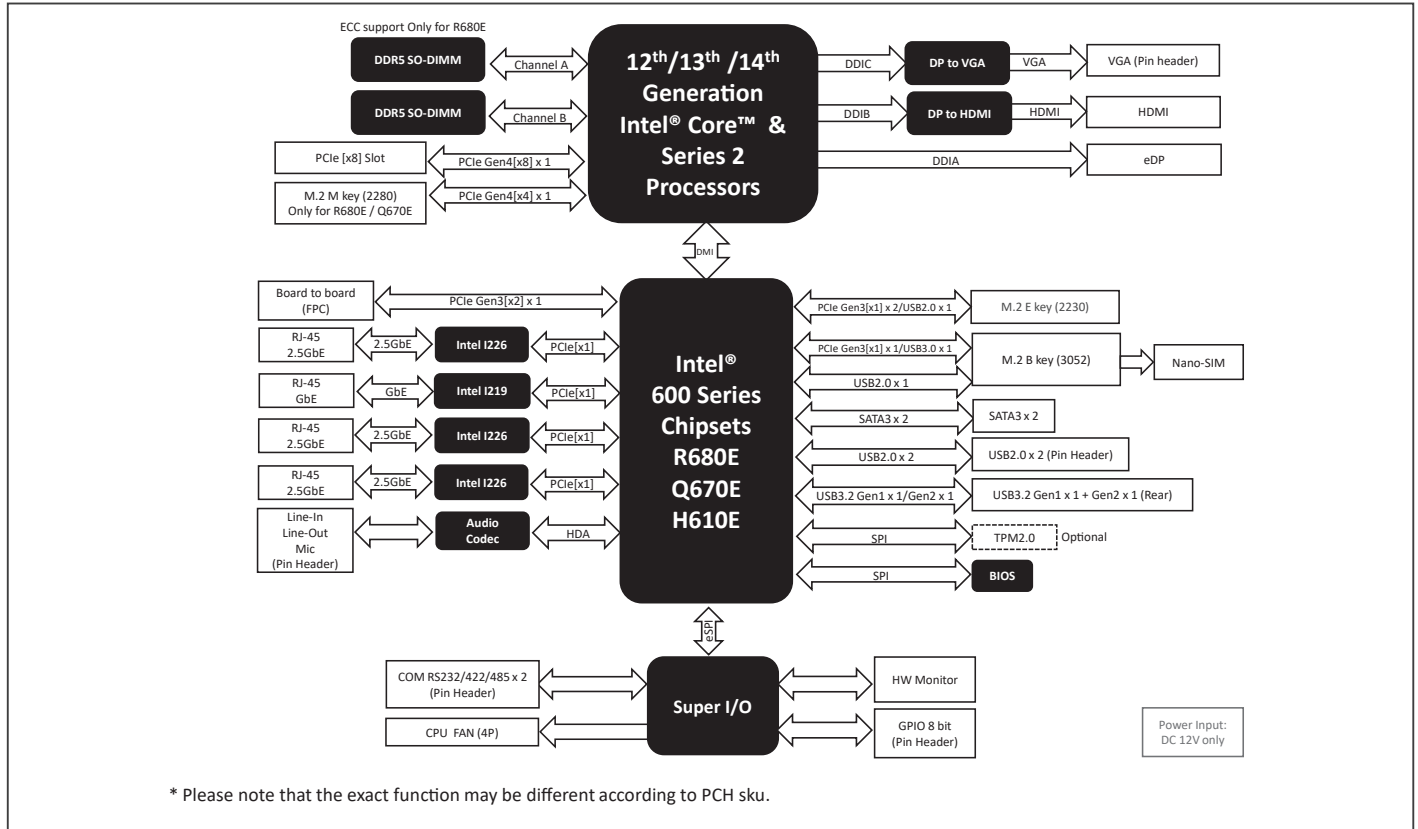 ECC support Only for R680E
DDR5 SO-DIMM
Channel A
DDR5 SO-DIMM
Channel B
PCIe [x8] Slot
PCIe Gen4[x8] x 1
M.2 M key (2280)
Only for R680E / Q670E
PCIe Gen4[x4] x 1
12th/13th /14th
Generation
Intel® Core™ &
Series 2
Processors
DDIC
DP to VGA
VGA
VGA (Pin header)
DDIB
DP to HDMI
HDMI
HDMI
DDIA
eDP
DMI
Board to board
(FPC)
PCIe Gen3[x2] x 1
RJ-45
2.5GbE
2.5GbE
Intel I226
PCIe[x1]
RJ-45
GbE
GbE
Intel I219
PCIe[x1]
RJ-45
2.5GbE
2.5GbE
Intel I226
PCIe[x1]
RJ-45
2.5GbE
2.5GbE
Intel I226
PCIe[x1]
Line-In
Line-Out
Mic
(Pin Header)
Audio
Codec
HDA
Intel®
600 Series
Chipsets
R680E
Q670E
H610E
PCIe Gen3[x1] x 2/USB2.0 x 1
M.2 E key (2230)
PCIe Gen3[x1] x 1/USB3.0 x 1
USB2.0 x 1
M.2 B key (3052)
Nano-SIM
SATA3 x 2
SATA3 x 2
USB2.0 x 2
USB2.0 x 2 (Pin Header)
USB3.2 Gen1 x 1/Gen2 x 1
USB3.2 Gen1 x 1 + Gen2 x 1 (Rear)
SPI
TPM2.0
Optional
SPI
BIOS
eSPI
COM RS232/422/485 x 2
(Pin Header)
CPU FAN (4P)
Super I/O
HW Monitor
GPIO 8 bit
(Pin Header)
Power Input:
DC 12V only
* Please note that the exact function may be different according to PCH sku.